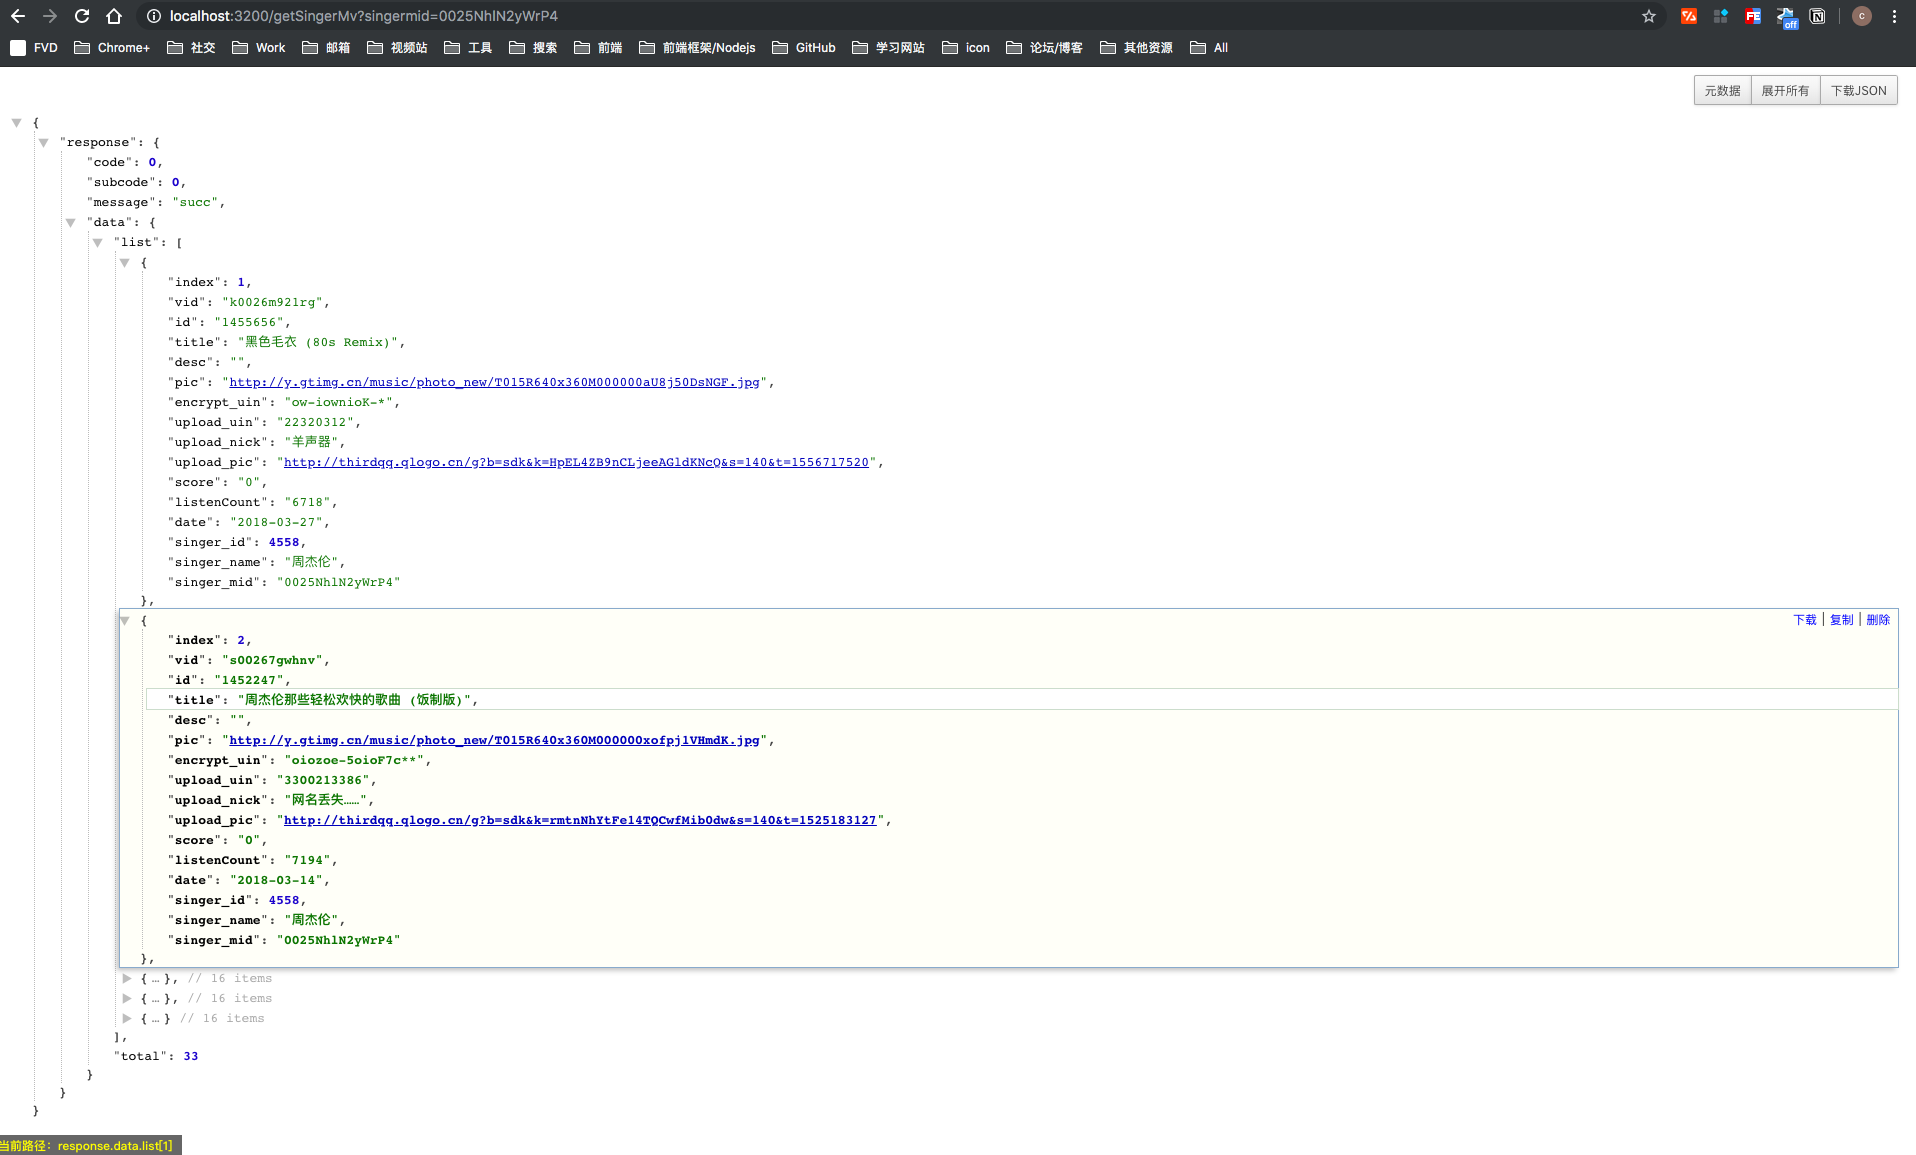 localhost:3200/getSingerMv?singermid=0025NhlN2yWrP4
FE
off
C
FVD Chrome+ 社交 Work 邮箱 视频站 工具 搜索 前端 前端框架/Nodejs GitHub 学习网站 icon 论坛/博客 其他资源 All
元数据 展开所有 下载JSON
{
"response": {
"code": 0,
"subcode": 0,
"message": "succ",
"data": {
"list": [
{
"index": 1,
"vid": "k0026m921rg",
"id": "1455656",
"title": "黑色毛衣 (80s Remix)",
"desc": "",
"pic": "http://y.gtimg.cn/music/photo_new/T015R640x360M000000aU8j50DsNGF.jpg",
"encrypt_uin": "ow-iownioK-*",
"upload_uin": "22320312",
"upload_nick": "羊声器",
"upload_pic": "http://thirdqq.qlogo.cn/g?b=sdk&k=HpEL4ZB9nCLjeeAGldKNcQ&s=140&t=1556717520",
"score": "0",
"listenCount": "6718",
"date": "2018-03-27",
"singer_id": 4558,
"singer_name": "周杰伦",
"singer_mid": "0025NhlN2yWrP4"
},
{ 下载 | 复制 | 删除
"index": 2,
"vid": "s00267gwhnv",
"id": "1452247",
"title": "周杰伦那些轻松欢快的歌曲 (饭制版)",
"desc": "",
"pic": "http://y.gtimg.cn/music/photo_new/T015R640x360M000000xofpjlVHmdK.jpg",
"encrypt_uin": "oiozoe-5oioF7c**",
"upload_uin": "3300213386",
"upload_nick": "网名丢失……",
"upload_pic": "http://thirdqq.qlogo.cn/g?b=sdk&k=rmtnNhYtFel4TQCwfMibOdw&s=140&t=1525183127",
"score": "0",
"listenCount": "7194",
"date": "2018-03-14",
"singer_id": 4558,
"singer_name": "周杰伦",
"singer_mid": "0025NhlN2yWrP4"
},
{ … }, // 16 items
{ … }, // 16 items
{ … } // 16 items
],
"total": 33
}
}
}
当前路径：response.data.list[1]